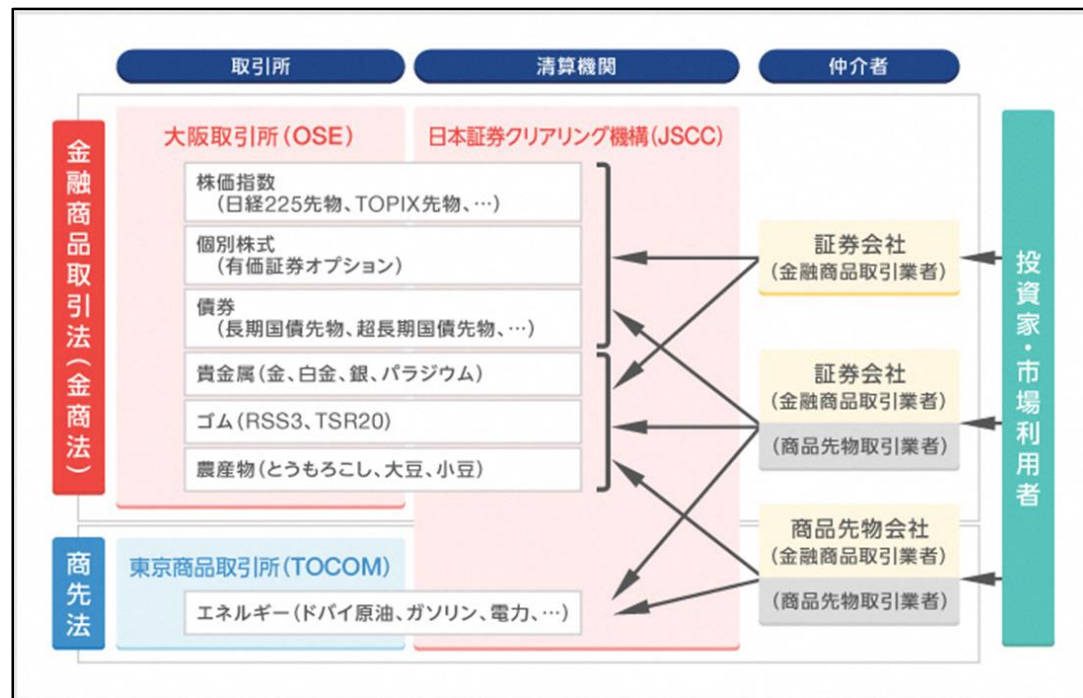 取引所
清算機関
仲介者
金融商品取引法(金商法)
大阪取引所(OSE)
日本証券クリアリング機構(JSCC)
株価指数
(日経225先物、TOPIX先物、…)
個別株式
(有価証券オプション)
債券
(長期国債先物、超長期国債先物、…)
貴金属(金、白金、銀、パラジウム)
ゴム(RSS3、TSR20)
農産物(とうもろこし、大豆、小豆)
証券会社
(金融商品取引業者)
証券会社
(金融商品取引業者)
(商品先物取引業者)
商品先物会社
(金融商品取引業者)
(商品先物取引業者)
投資家・市場利用者
商先法
東京商品取引所(TOCOM)
エネルギー(ドバイ原油、ガソリン、電力、…)